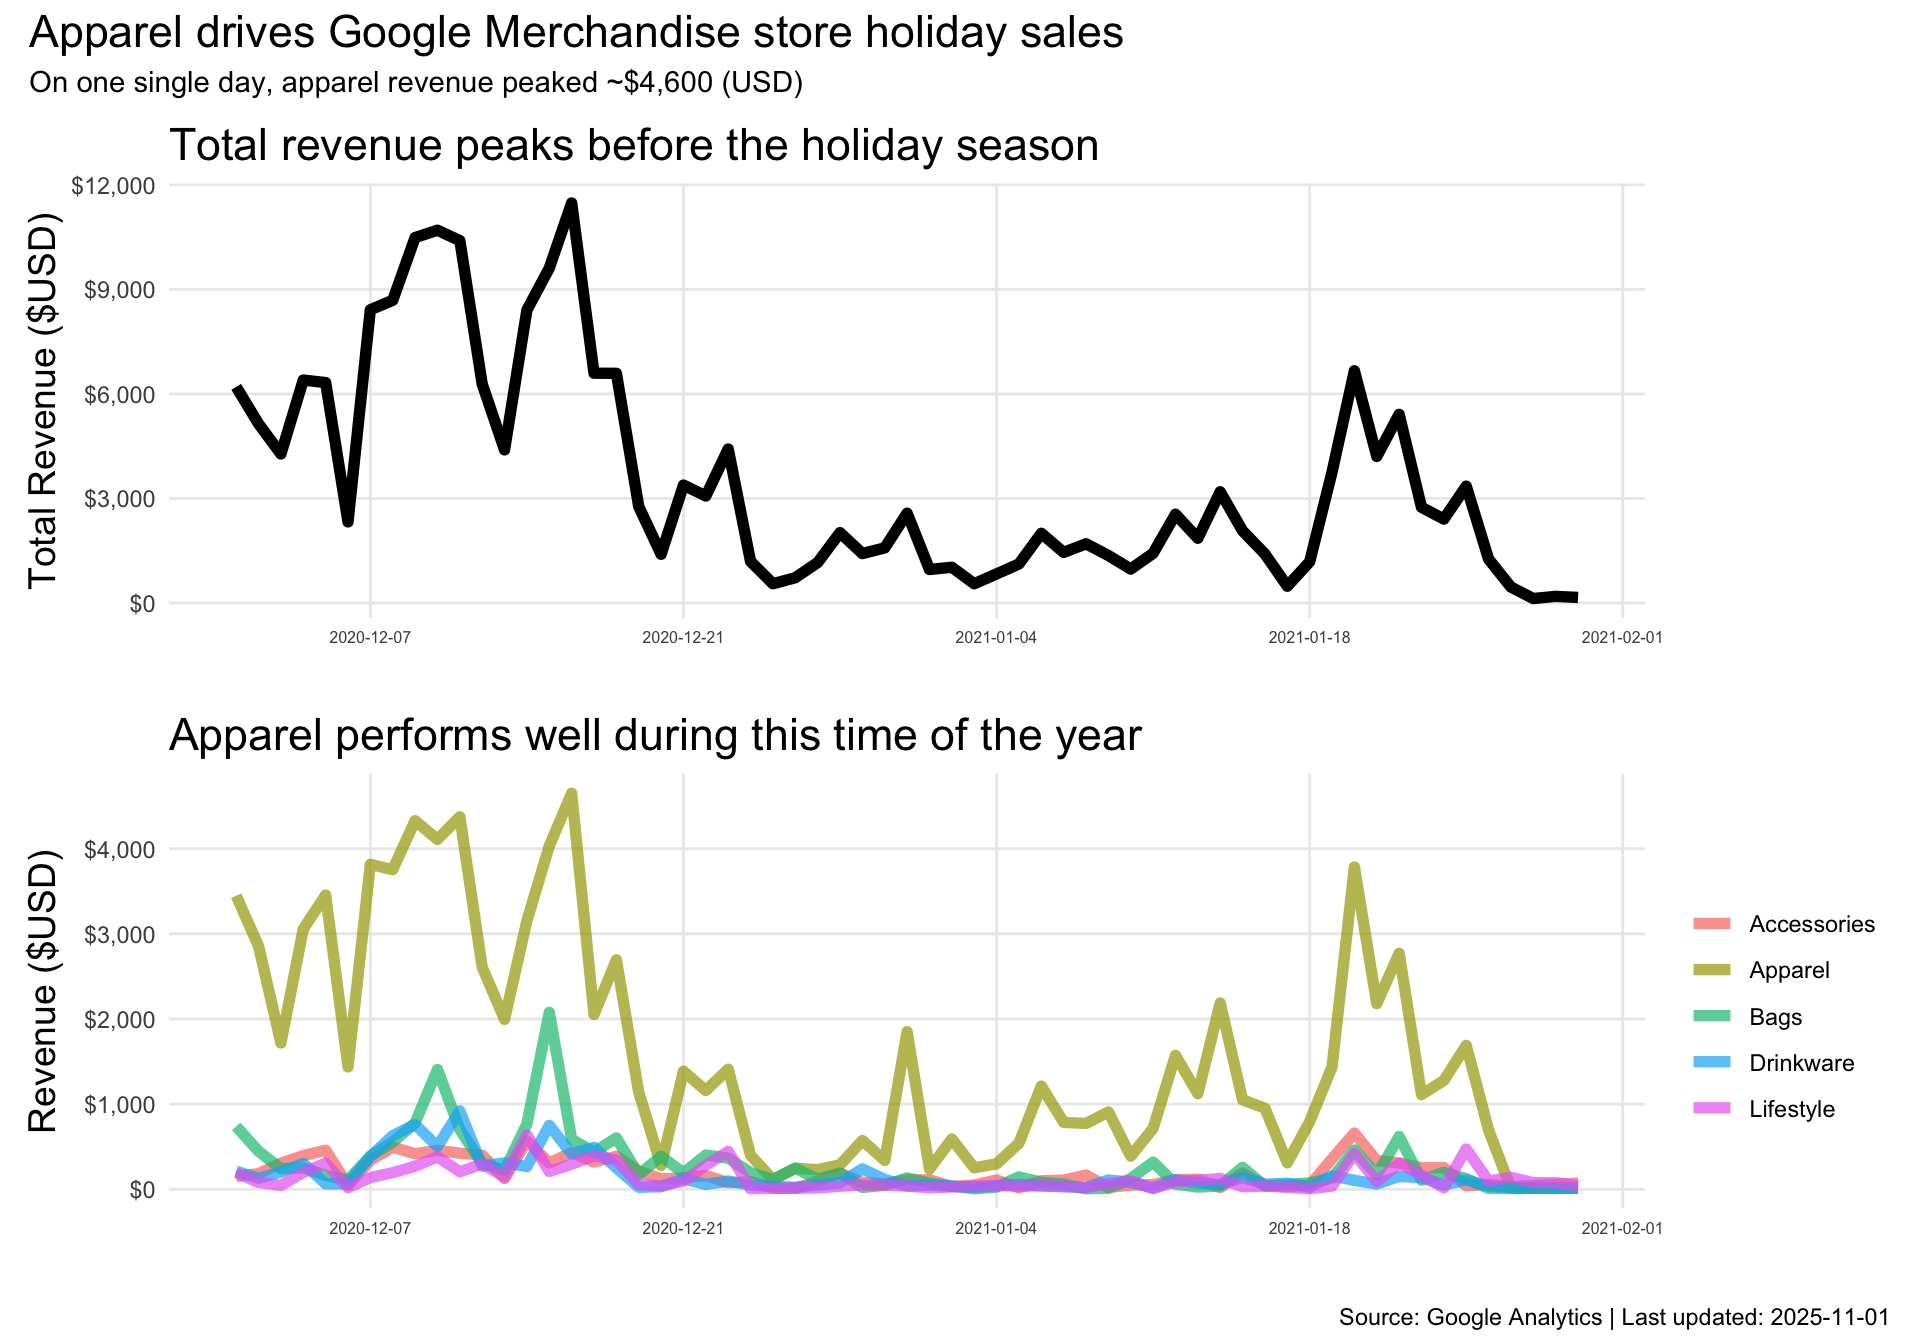 Apparel drives Google Merchandise store holiday sales
On one single day, apparel revenue peaked ~$4,600 (USD)
Total revenue peaks before the holiday season
Total Revenue ($USD)
$12,000
$9,000
$6,000
$3,000
$0
2020-12-07
2020-12-21
2021-01-04
2021-01-18
2021-02-01
Apparel performs well during this time of the year
Revenue ($USD)
$4,000
$3,000
$2,000
$1,000
$0
2020-12-07
2020-12-21
2021-01-04
2021-01-18
2021-02-01
Accessories
Apparel
Bags
Drinkware
Lifestyle
Source: Google Analytics | Last updated: 2025-11-01